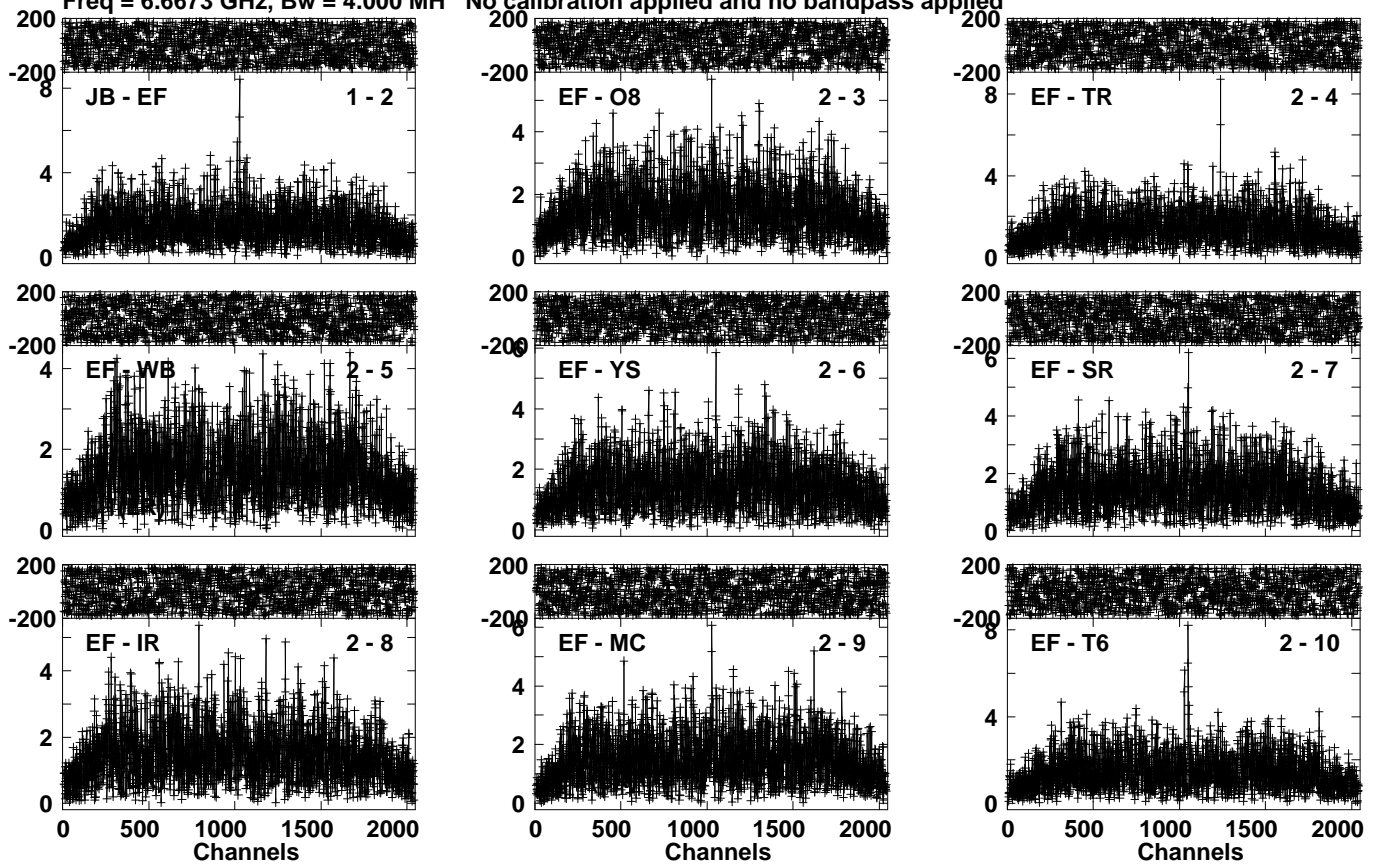 Freq = 6.6673 GHz, Bw = 4.000 MH No calibration applied and no bandpass applied
200 200 200
-200 -200 -200
8 8
JB - EF 1 - 2 EF - O8 2 - 3 EF - TR 2 - 4
4 4 4
2
0 0 0
200 200 200
-200 -200 -200
6 6
4
EF - WB 2 - 5 EF - YS 2 - 6 EF - SR 2 - 7
4 4
2 2 2
0 0 0
200 200 200
-200 -200 -200
6 8
EF - IR 2 - 8 EF - MC 2 - 9 EF - T6 2 - 10
4 4 4
2 2
0 0 0
0 500 1000 1500 2000 0 500 1000 1500 2000 0 500 1000 1500 2000
Channels Channels Channels